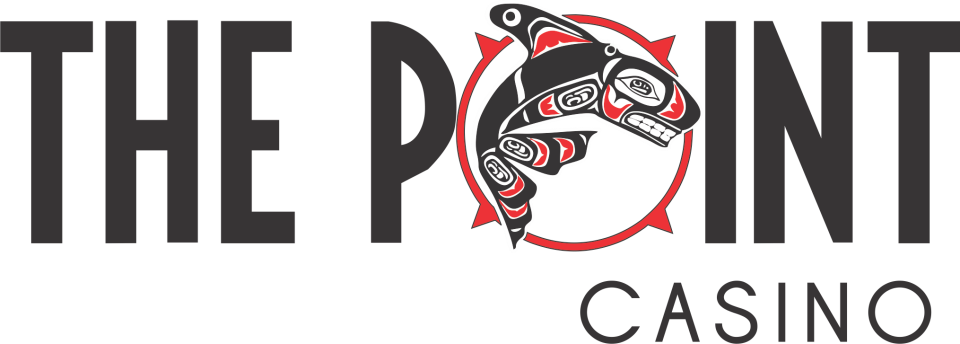 THE POINT
CASINO